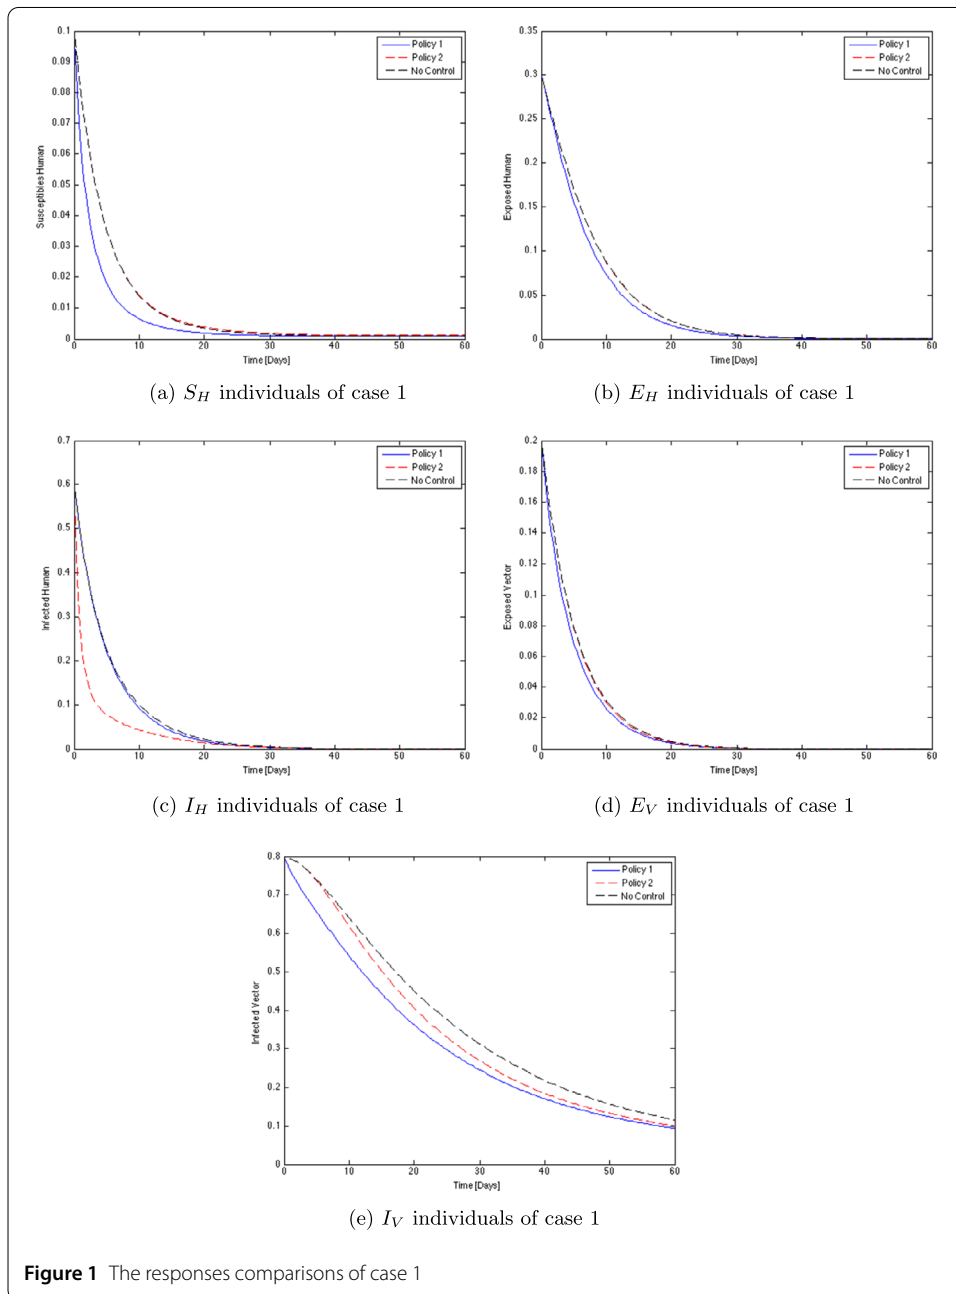 0.1
0.09
0.08
0.07
0.06
0.05
0.04
0.03
0.02
0.01
0
Susceptibles Human
Policy 1
Policy 2
No Control
0 10 20 30 40 50 60
Time [Days]
(a) S_H individuals of case 1
0.35
0.3
0.25
0.2
0.15
0.1
0.05
0
Exposed Human
Policy 1
Policy 2
No Control
0 10 20 30 40 50 60
Time [Days]
(b) E_H individuals of case 1
0.7
0.6
0.5
0.4
0.3
0.2
0.1
0
Infected Human
Policy 1
Policy 2
No Control
0 10 20 30 40 50 60
Time [Days]
(c) I_H individuals of case 1
0.2
0.18
0.16
0.14
0.12
0.1
0.08
0.06
0.04
0.02
0
Exposed Vector
Policy 1
Policy 2
No Control
0 10 20 30 40 50 60
Time [Days]
(d) E_V individuals of case 1
0.8
0.7
0.6
0.5
0.4
0.3
0.2
0.1
0
Infected Vector
Policy 1
Policy 2
No Control
0 10 20 30 40 50 60
Time [Days]
(e) I_V individuals of case 1
Figure 1 The responses comparisons of case 1